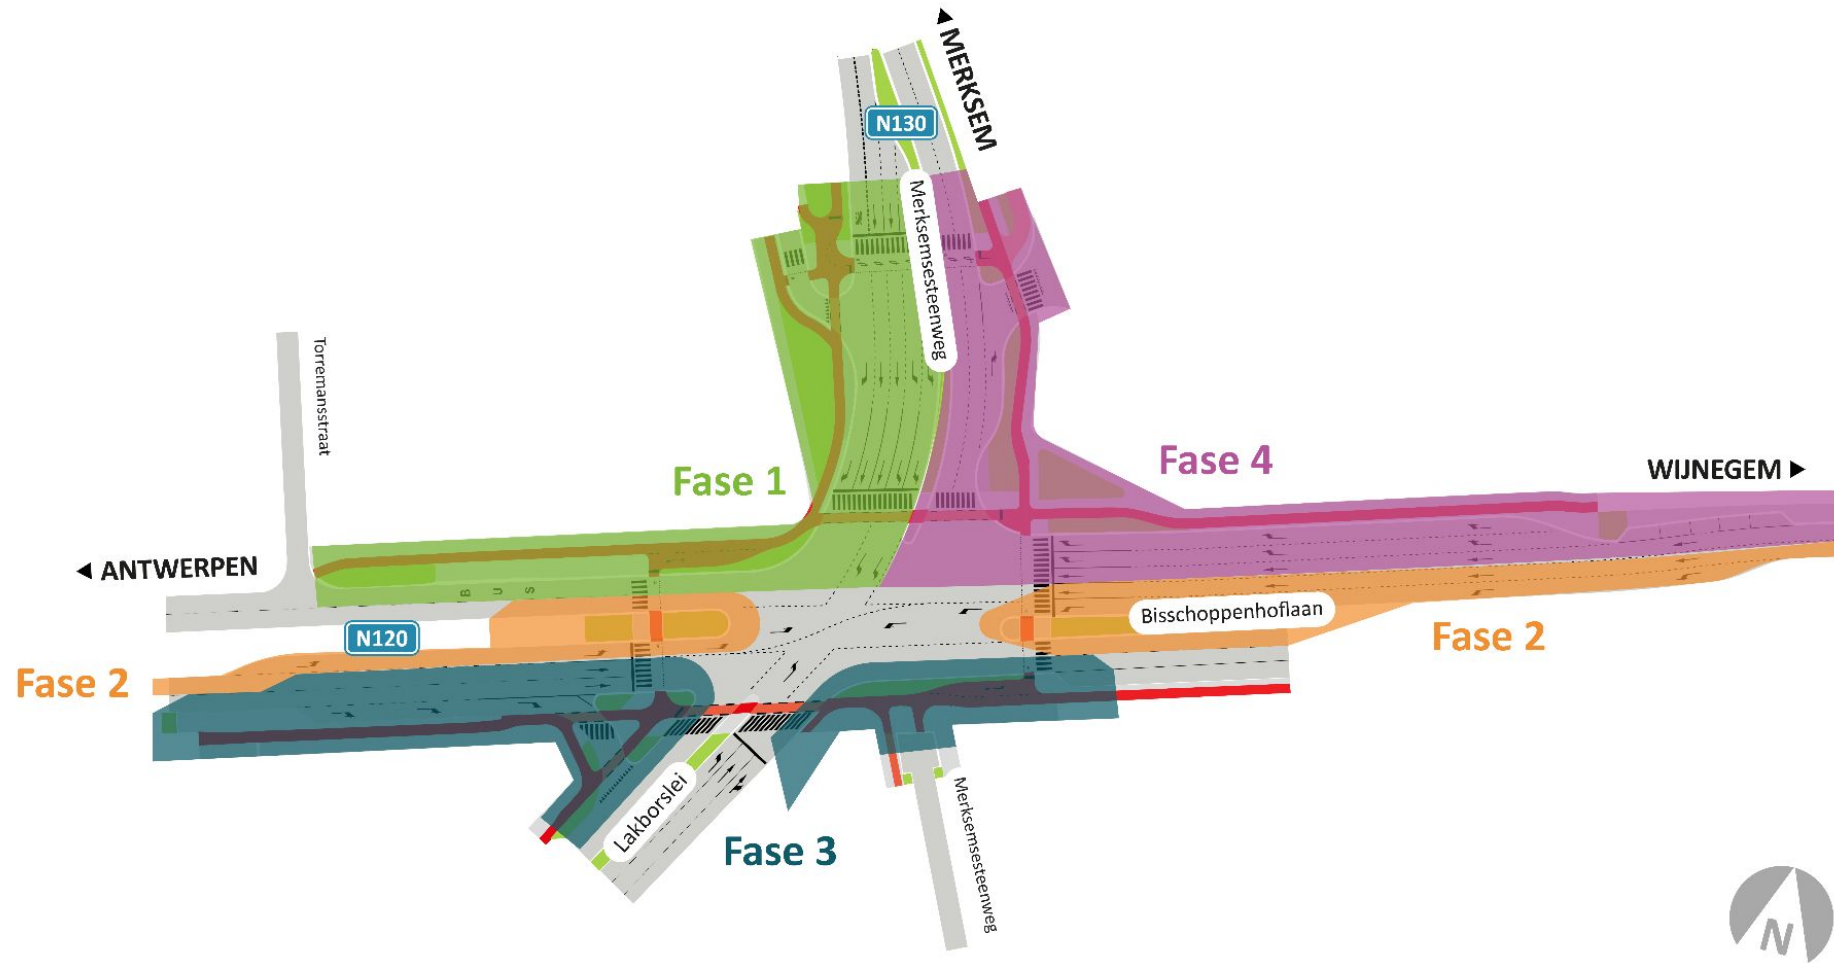 MERKSEM
N130
Merksemsesteenweg
Torremansstraat
Fase 4
Fase 1
WIJNEGEM
ANTWERPEN
BUS
Bisschoppenhoflaan
N120
Fase 2
Fase 2
Lakborslei
Merksemsesteenweg
Fase 3
N